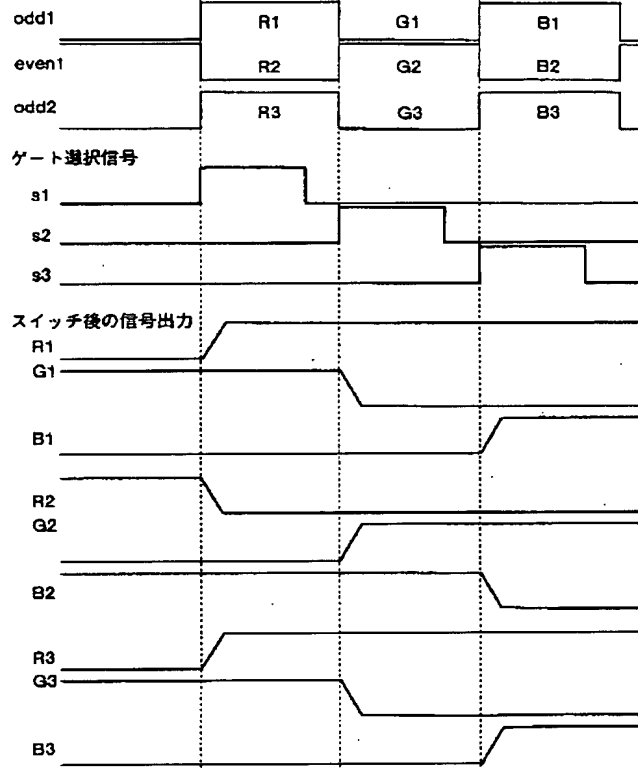 odd1 R1 G1 B1
even1 R2 G2 B2
odd2 R3 G3 B3
ゲート選択信号
s1
s2
s3
スイッチ後の信号出力
R1
G1
B1
R2
G2
B2
R3
G3
B3